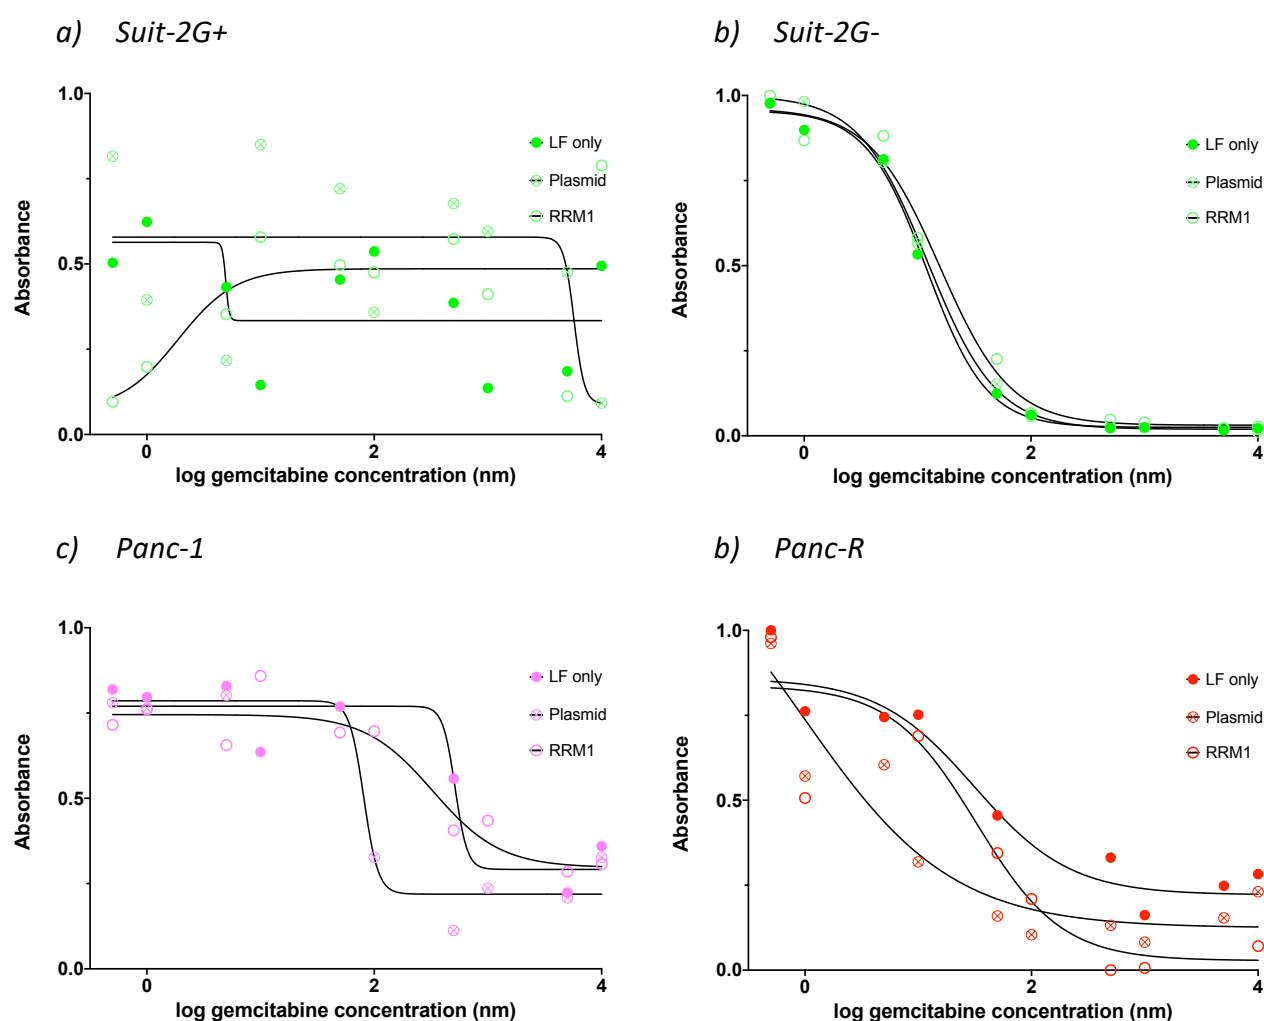 a) Suit-2G+
b) Suit-2G-
1.0
0.5
0.0
Absorbance
0
2
4
log gemcitabine concentration (nm)
LF only
Plasmid
RRM1
1.0
0.5
0.0
Absorbance
0
2
4
log gemcitabine concentration (nm)
LF only
Plasmid
RRM1
c) Panc-1
b) Panc-R
1.0
0.5
0.0
Absorbance
0
2
4
log gemcitabine concentration (nm)
LF only
Plasmid
RRM1
1.0
0.5
0.0
Absorbance
0
2
4
log gemcitabine concentration (nm)
LF only
Plasmid
RRM1